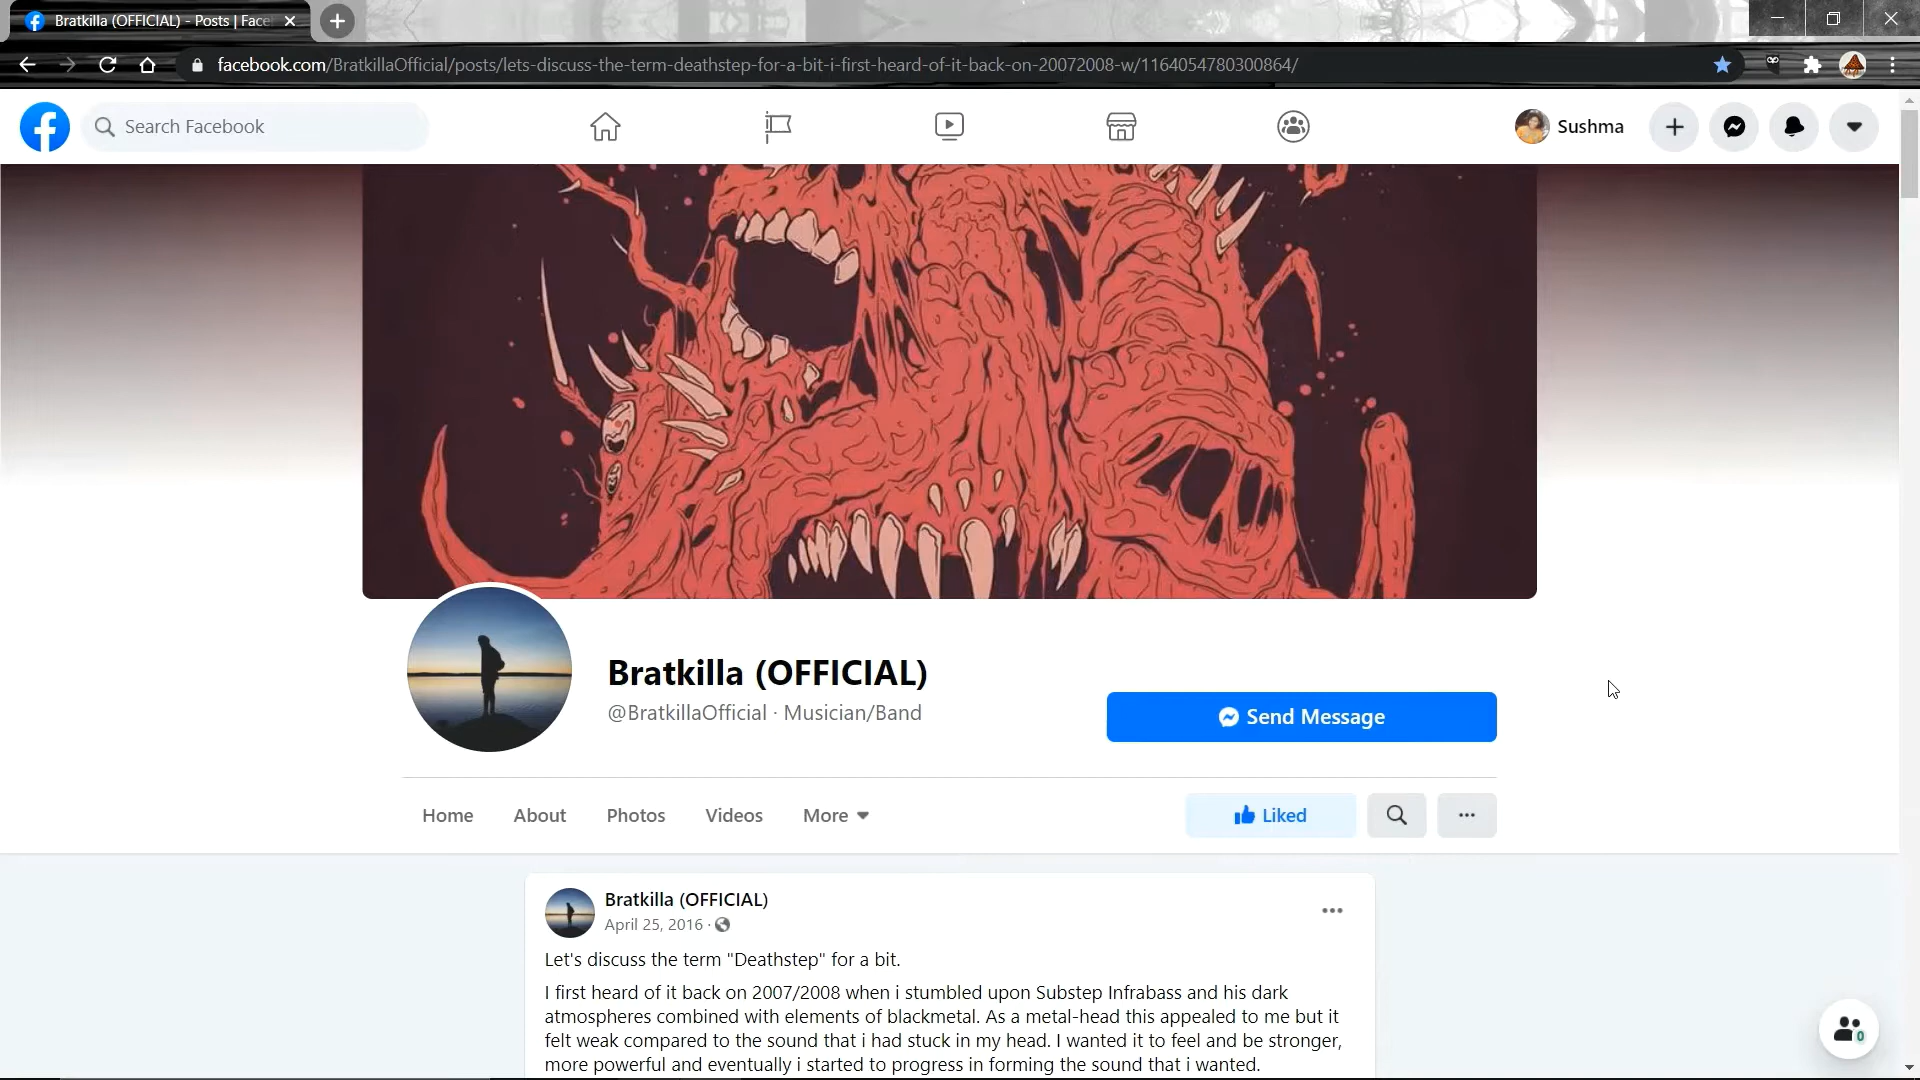 Bratkilla (OFFICIAL) - Posts | Face
facebook.com/BratkillaOfficial/posts/lets-discuss-the-term-deathstep-for-a-bit-i-first-heard-of-it-back-on-20072008-w/1164054780300864/
Search Facebook
Sushma
Bratkilla (OFFICIAL)
@BratkillaOfficial · Musician/Band
Send Message
Home About Photos Videos More
Liked
Bratkilla (OFFICIAL)
April 25, 2016 ·
Let's discuss the term "Deathstep" for a bit.
I first heard of it back on 2007/2008 when i stumbled upon Substep Infrabass and his dark
atmospheres combined with elements of blackmetal. As a metal-head this appealed to me but it
felt weak compared to the sound that i had stuck in my head. I wanted it to feel and be stronger,
more powerful and eventually i started to progress in forming the sound that i wanted.
0